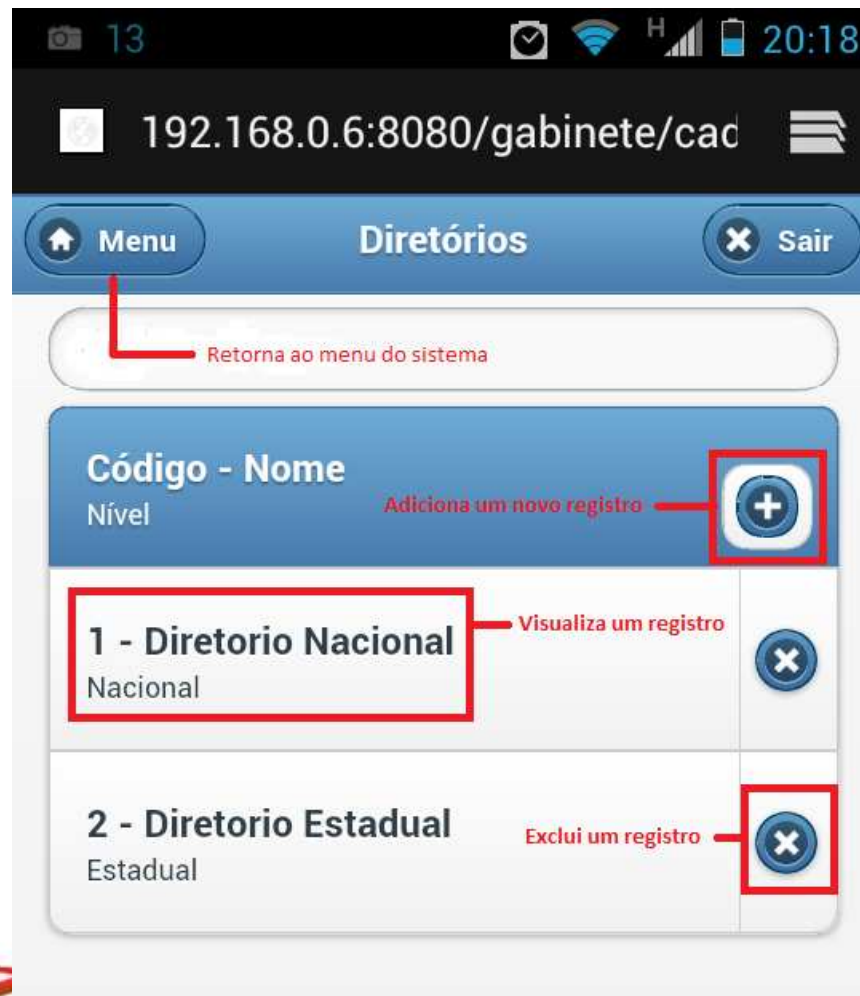 13
H
20:18
192.168.0.6:8080/gabinete/cad
Menu
Diretórios
Sair
Retorna ao menu do sistema
Código - Nome
Nível
Adiciona um novo registro
1 - Diretorio Nacional
Nacional
Visualiza um registro
2 - Diretorio Estadual
Estadual
Exclui um registro